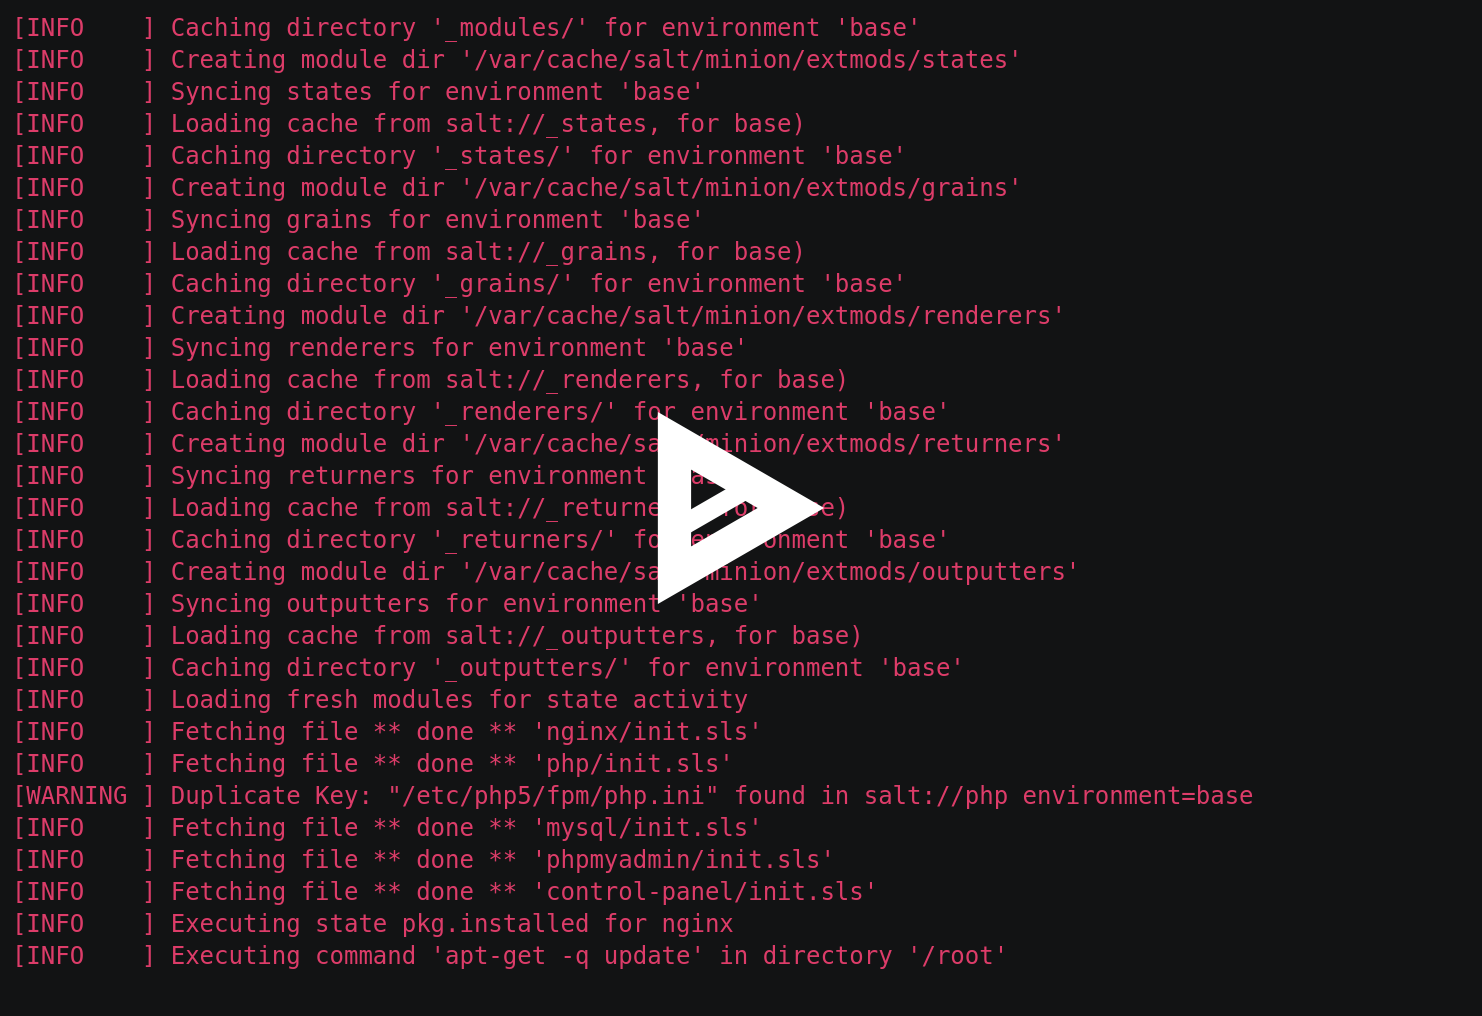 [INFO    ] Caching directory '_modules/' for environment 'base'
[INFO    ] Creating module dir '/var/cache/salt/minion/extmods/states'
[INFO    ] Syncing states for environment 'base'
[INFO    ] Loading cache from salt://_states, for base)
[INFO    ] Caching directory '_states/' for environment 'base'
[INFO    ] Creating module dir '/var/cache/salt/minion/extmods/grains'
[INFO    ] Syncing grains for environment 'base'
[INFO    ] Loading cache from salt://_grains, for base)
[INFO    ] Caching directory '_grains/' for environment 'base'
[INFO    ] Creating module dir '/var/cache/salt/minion/extmods/renderers'
[INFO    ] Syncing renderers for environment 'base'
[INFO    ] Loading cache from salt://_renderers, for base)
[INFO    ] Caching directory '_renderers/' for environment 'base'
[INFO    ] Creating module dir '/var/cache/salt/minion/extmods/returners'
[INFO    ] Syncing returners for environment
[INFO    ] Loading cache from salt://_returners, for base)
[INFO    ] Caching directory '_returners/' for environment 'base'
[INFO    ] Creating module dir '/var/cache/salt/minion/extmods/outputters'
[INFO    ] Syncing outputters for environment 'base'
[INFO    ] Loading cache from salt://_outputters, for base)
[INFO    ] Caching directory '_outputters/' for environment 'base'
[INFO    ] Loading fresh modules for state activity
[INFO    ] Fetching file ** done ** 'nginx/init.sls'
[INFO    ] Fetching file ** done ** 'php/init.sls'
[WARNING ] Duplicate Key: "/etc/php5/fpm/php.ini" found in salt://php environment=base
[INFO    ] Fetching file ** done ** 'mysql/init.sls'
[INFO    ] Fetching file ** done ** 'phpmyadmin/init.sls'
[INFO    ] Fetching file ** done ** 'control-panel/init.sls'
[INFO    ] Executing state pkg.installed for nginx
[INFO    ] Executing command 'apt-get -q update' in directory '/root'